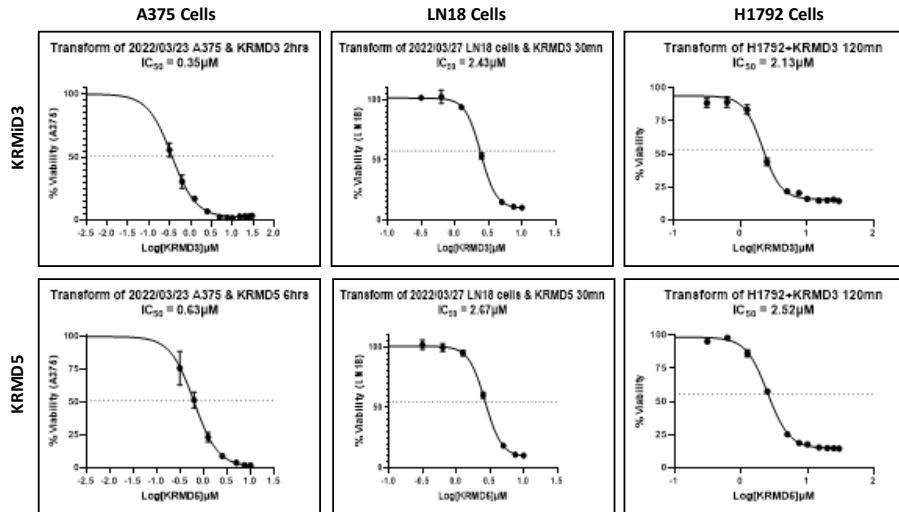 A375 Cells
LN18 Cells
H1792 Cells
KRMiD3
Transform of 2022/03/23 A375 & KRMD3 2hrs
IC50 = 0.35µM
% Viability (A375)
100
75
50
25
0
-2.5 -2.0 -1.5 -1.0 -0.5 0.0 0.5 1.0 1.5 2.0
Log[KRMD3]µM
Transform of 2022/03/27 LN18 cells & KRMD3 30mn
IC50 = 2.43µM
% Viability (LN18)
100
50
0
-1.0 -0.5 0.0 0.5 1.0 1.5
Log[KRMD3]µM
Transform of H1792+KRMD3 120mn
IC50 = 2.13µM
% Viability
100
75
50
25
0
-1 0 1 2
Log[KRMD3]µM
KRMD5
Transform of 2022/03/23 A375 & KRMD5 6hrs
IC50 = 0.63µM
% Viability (A375)
100
75
50
25
0
-2.5 -2.0 -1.5 -1.0 -0.5 0.0 0.5 1.0 1.5
Log[KRMD5]µM
Transform of 2022/03/27 LN18 cells & KRMD5 30mn
IC50 = 2.67µM
% Viability (LN18)
100
50
0
-1.0 -0.5 0.0 0.5 1.0 1.5
Log[KRMD5]µM
Transform of H1792+KRMD3 120mn
IC50 = 2.52µM
% Viability
100
75
50
25
0
-1 0 1 2
Log[KRMD5]µM